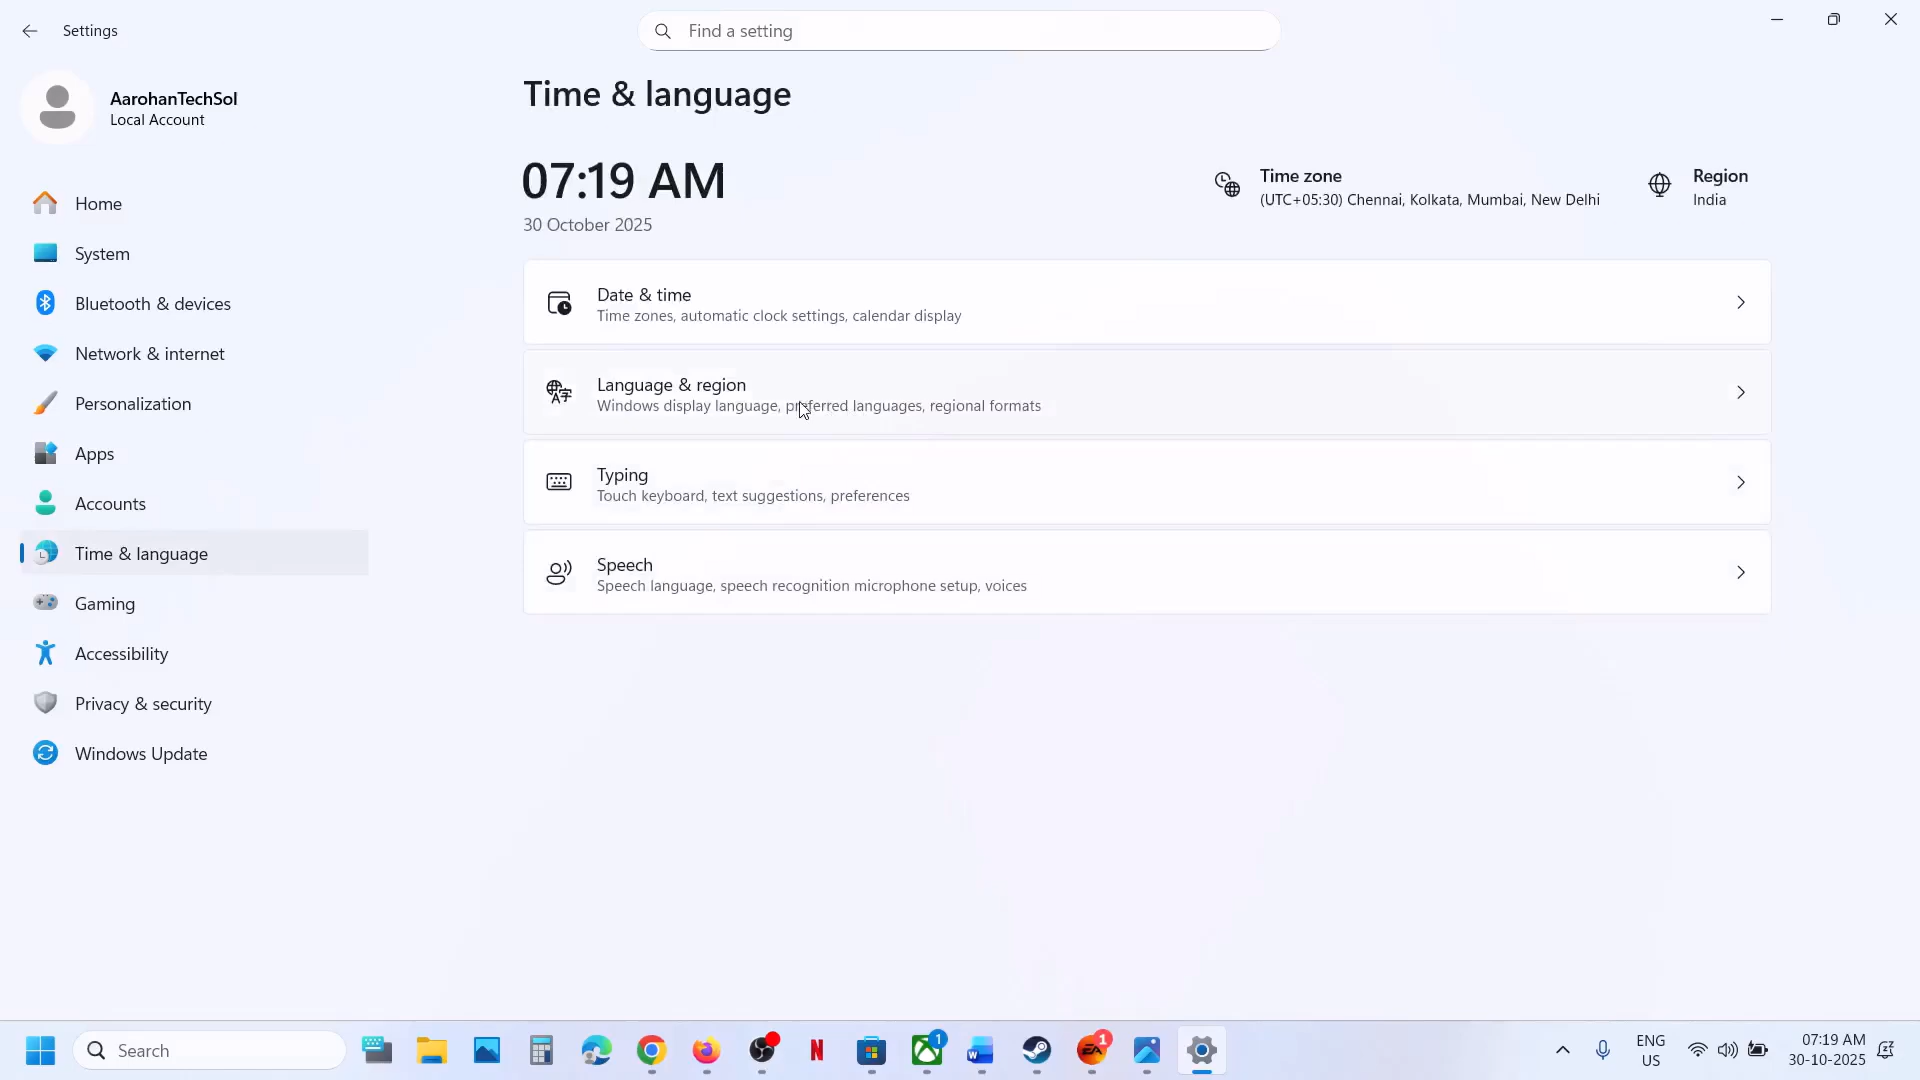 Settings
Find a setting
AarohanTechSol
Local Account
Home
System
Bluetooth & devices
Network & internet
Personalization
Apps
Accounts
Time & language
Gaming
Accessibility
Privacy & security
Windows Update
Time & language
07:19 AM
30 October 2025
Time zone
(UTC+05:30) Chennai, Kolkata, Mumbai, New Delhi
Region
India
Date & time
Time zones, automatic clock settings, calendar display
Language & region
Windows display language, preferred languages, regional formats
Typing
Touch keyboard, text suggestions, preferences
Speech
Speech language, speech recognition microphone setup, voices
Search
N
1
W
EA
1
ENG
US
07:19 AM
30-10-2025